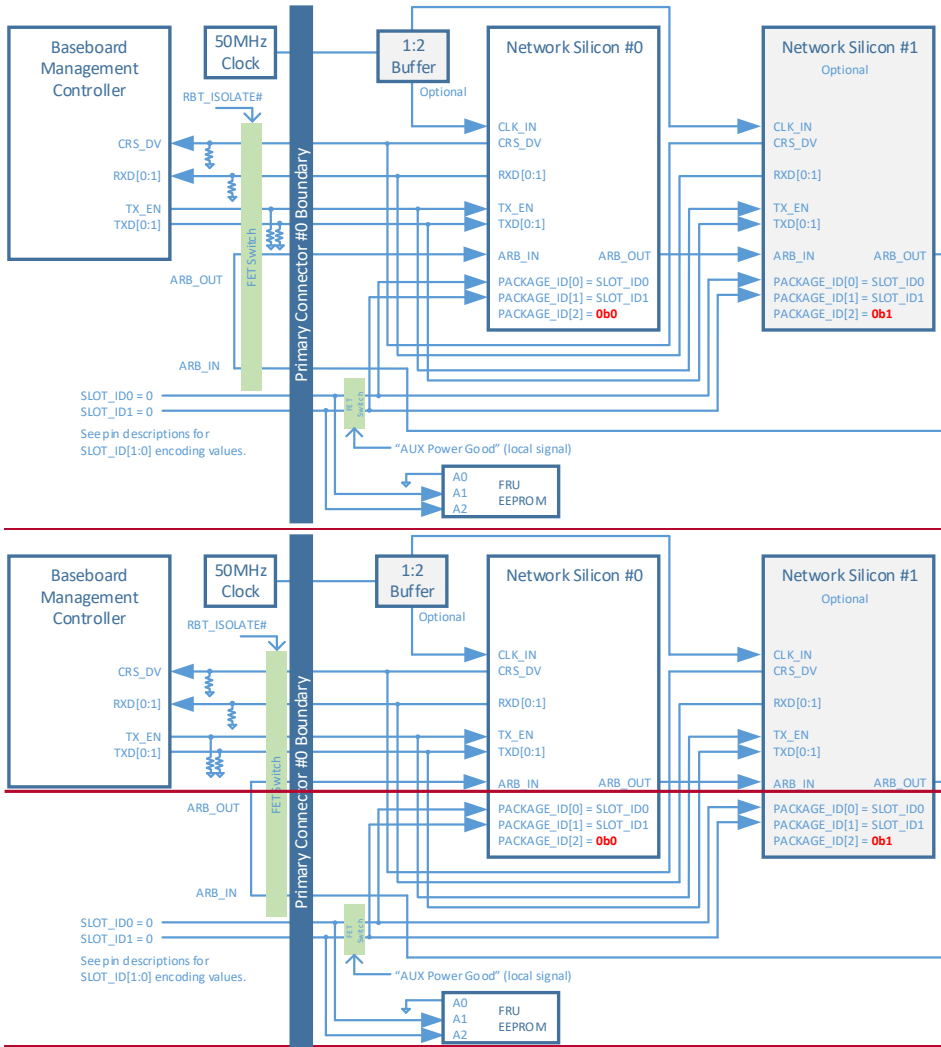 Baseboard
Management
Controller
50MHz
Clock
1:2
Buffer
Optional
Network Silicon #0
Network Silicon #1
Optional
RBT_ISOLATE#
CRS_DV
RXD[0:1]
TX_EN
TXD[0:1]
FET Switch
Primary Connector #0 Boundary
CLK_IN
CRS_DV
RXD[0:1]
TX_EN
TXD[0:1]
ARB_IN
ARB_OUT
PACKAGE_ID[0] = SLOT_ID0
PACKAGE_ID[1] = SLOT_ID1
PACKAGE_ID[2] = 0b0
CLK_IN
CRS_DV
RXD[0:1]
TX_EN
TXD[0:1]
ARB_IN
ARB_OUT
PACKAGE_ID[0] = SLOT_ID0
PACKAGE_ID[1] = SLOT_ID1
PACKAGE_ID[2] = 0b1
ARB_OUT
ARB_IN
SLOT_ID0 = 0
SLOT_ID1 = 0
See pin descriptions for
SLOT_ID[1:0] encoding values.
FET
Switch
“AUX Power Good” (local signal)
A0
A1
A2
FRU
EEPROM
Baseboard
Management
Controller
50MHz
Clock
1:2
Buffer
Optional
Network Silicon #0
Network Silicon #1
Optional
RBT_ISOLATE#
CRS_DV
RXD[0:1]
TX_EN
TXD[0:1]
FET Switch
Primary Connector #0 Boundary
CLK_IN
CRS_DV
RXD[0:1]
TX_EN
TXD[0:1]
ARB_IN
ARB_OUT
PACKAGE_ID[0] = SLOT_ID0
PACKAGE_ID[1] = SLOT_ID1
PACKAGE_ID[2] = 0b0
CLK_IN
CRS_DV
RXD[0:1]
TX_EN
TXD[0:1]
ARB_IN
ARB_OUT
PACKAGE_ID[0] = SLOT_ID0
PACKAGE_ID[1] = SLOT_ID1
PACKAGE_ID[2] = 0b1
ARB_OUT
ARB_IN
SLOT_ID0 = 0
SLOT_ID1 = 0
See pin descriptions for
SLOT_ID[1:0] encoding values.
FET
Switch
“AUX Power Good” (local signal)
A0
A1
A2
FRU
EEPROM